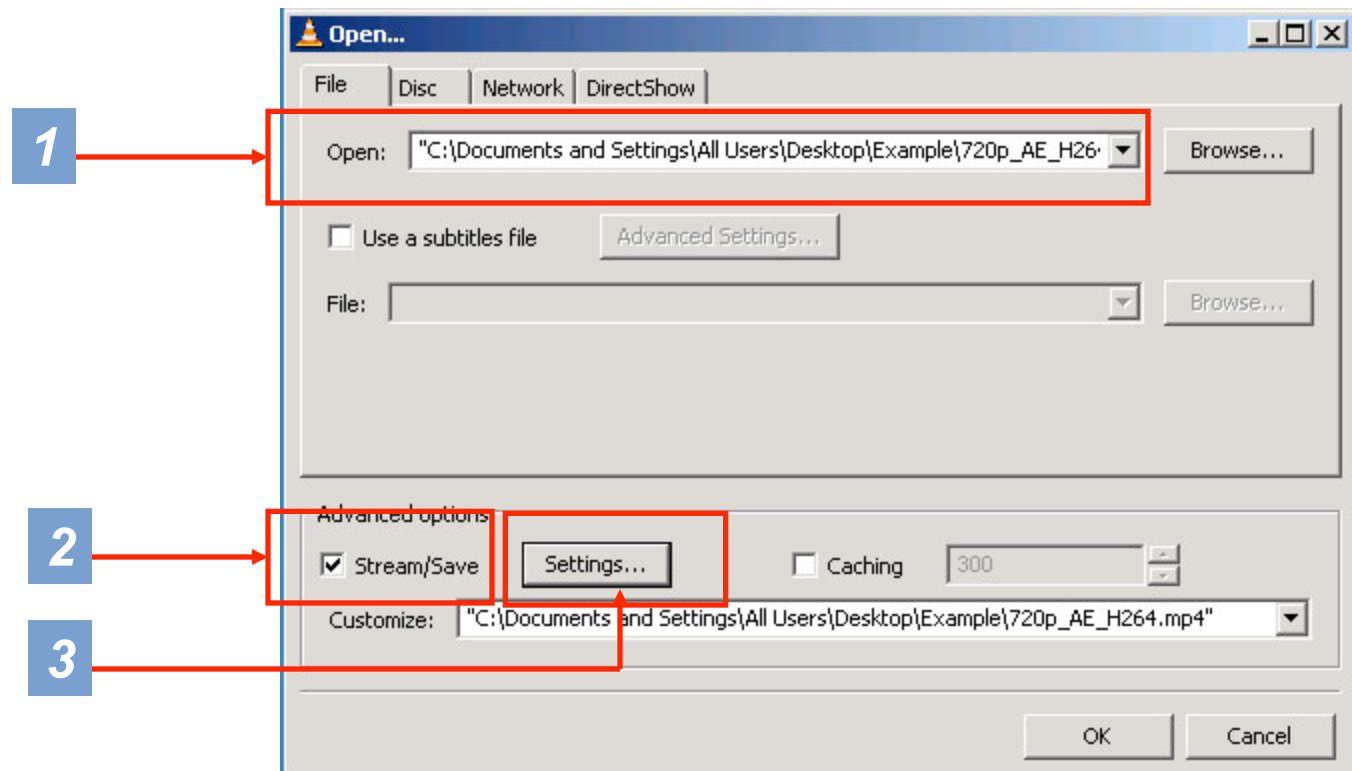 Open...
File Disc Network DirectShow
1
Open: "C:\Documents and Settings\All Users\Desktop\Example\720p_AE_H26 Browse...
Use a subtitles file Advanced Settings...
File: Browse...
Advanced options
2
Stream/Save Settings... Caching 300
Customize: "C:\Documents and Settings\All Users\Desktop\Example\720p_AE_H264.mp4"
3
OK Cancel